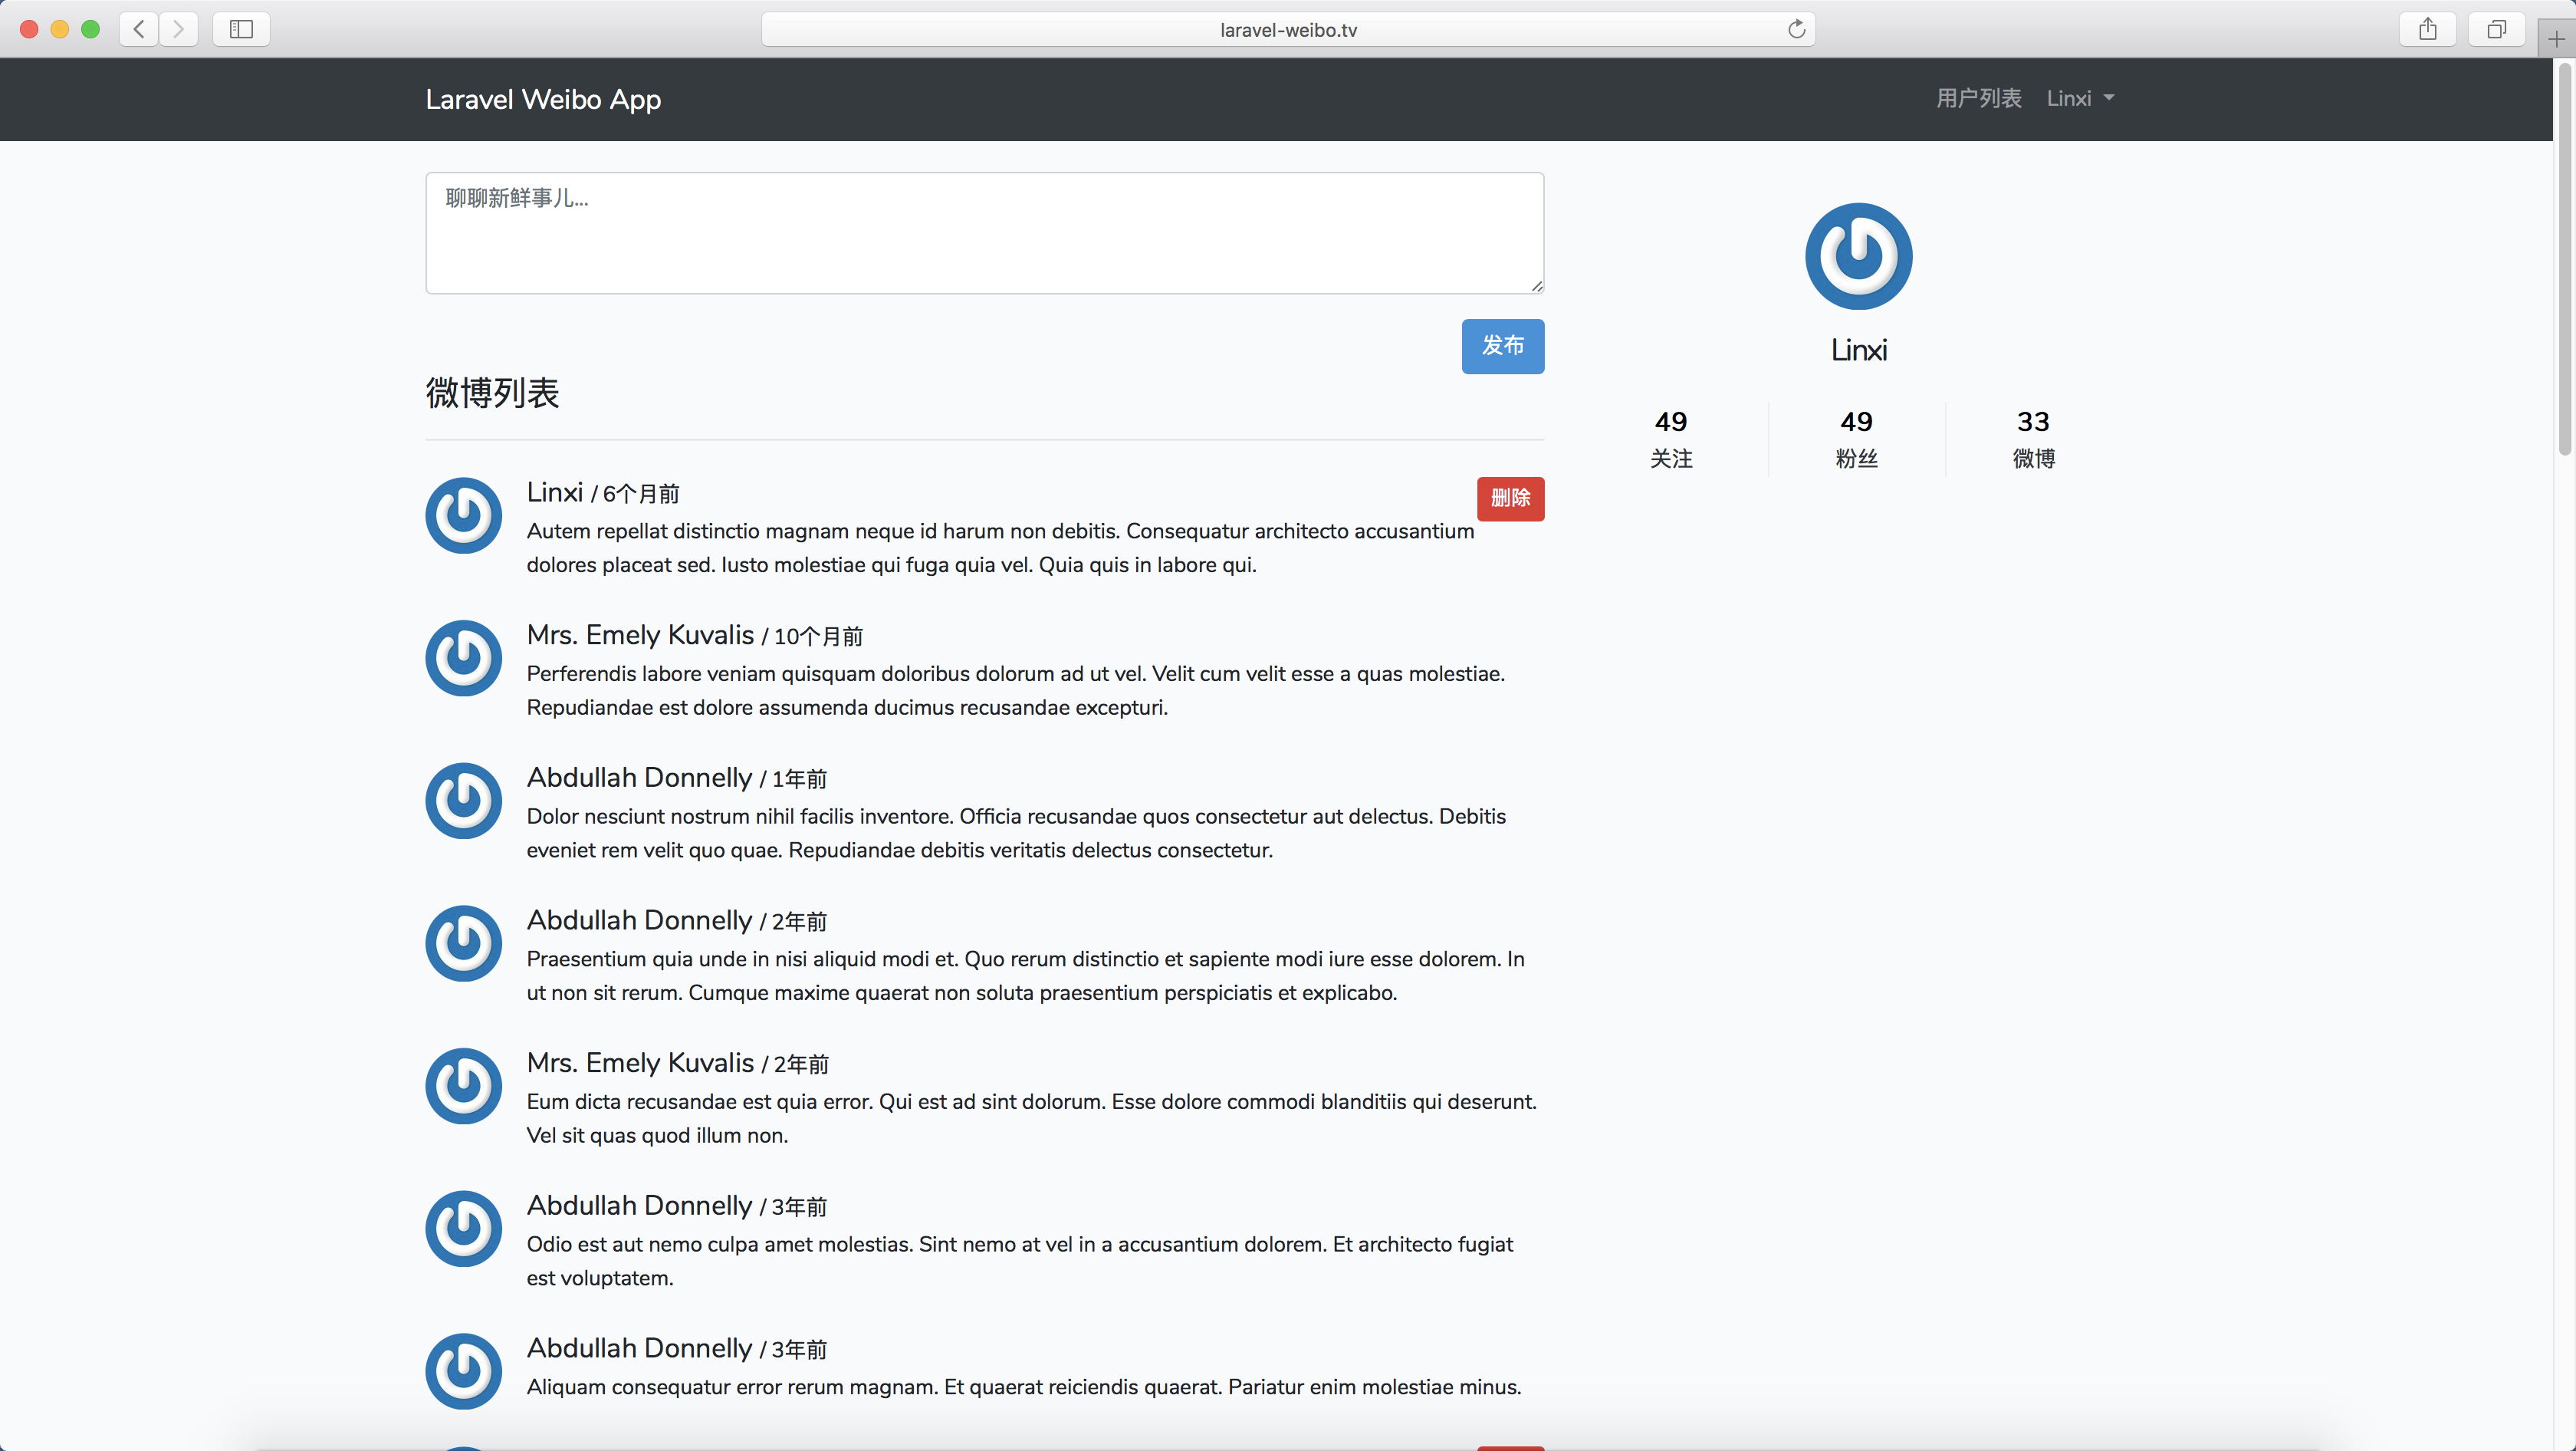 laravel-weibo.tv
Laravel Weibo App
用户列表 Linxi
聊聊新鲜事儿...
发布
微博列表
Linxi / 6个月前
删除
Autem repellat distinctio magnam neque id harum non debitis. Consequatur architecto accusantium
dolores placeat sed. Iusto molestiae qui fuga quia vel. Quia quis in labore qui.
Mrs. Emely Kuvalis / 10个月前
Perferendis labore veniam quisquam doloribus dolorum ad ut vel. Velit cum velit esse a quas molestiae.
Repudiandae est dolore assumenda ducimus recusandae excepturi.
Abdullah Donnelly / 1年前
Dolor nesciunt nostrum nihil facilis inventore. Officia recusandae quos consectetur aut delectus. Debitis
eveniet rem velit quo quae. Repudiandae debitis veritatis delectus consectetur.
Abdullah Donnelly / 2年前
Praesentium quia unde in nisi aliquid modi et. Quo rerum distinctio et sapiente modi iure esse dolorem. In
ut non sit rerum. Cumque maxime quaerat non soluta praesentium perspiciatis et explicabo.
Mrs. Emely Kuvalis / 2年前
Eum dicta recusandae est quia error. Qui est ad sint dolorum. Esse dolore commodi blanditiis qui deserunt.
Vel sit quas quod illum non.
Abdullah Donnelly / 3年前
Odio est aut nemo culpa amet molestias. Sint nemo at vel in a accusantium dolorem. Et architecto fugiat
est voluptatem.
Abdullah Donnelly / 3年前
Aliquam consequatur error rerum magnam. Et quaerat reiciendis quaerat. Pariatur enim molestiae minus.
Linxi
49 49 33
关注 粉丝 微博